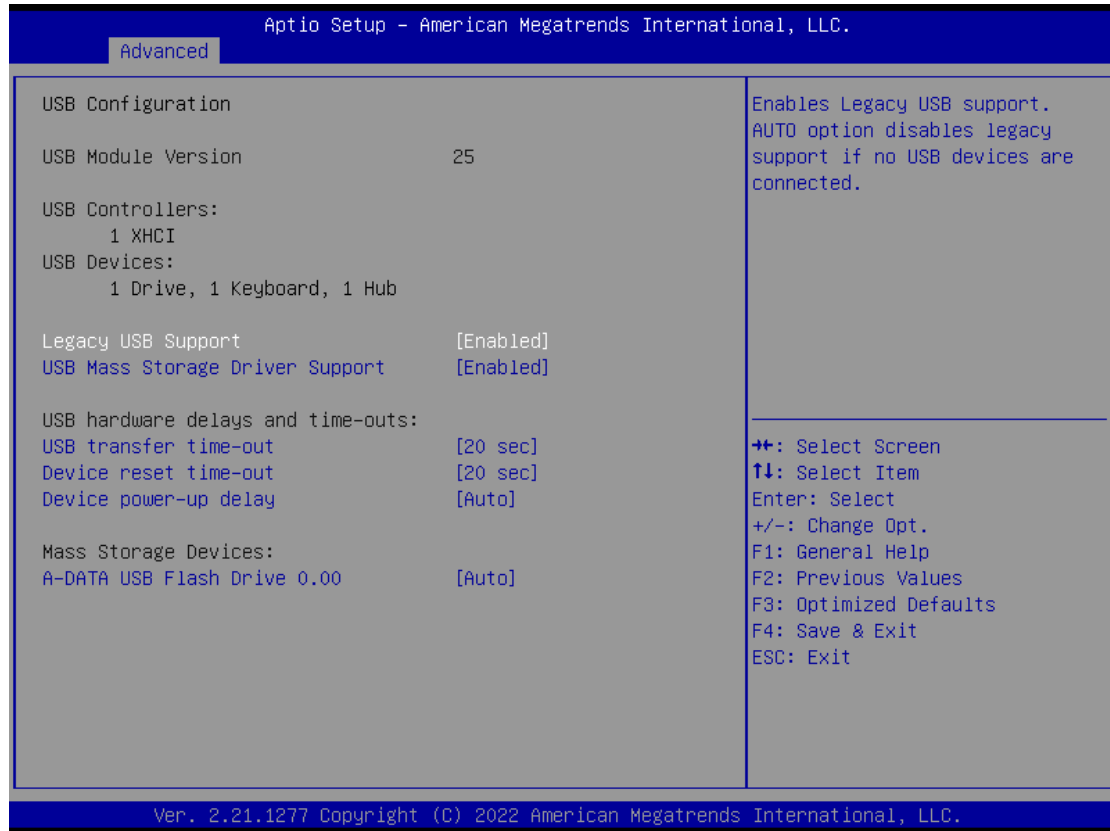 Aptio Setup – American Megatrends International, LLC.
Advanced
USB Configuration
USB Module Version 25
USB Controllers:
1 XHCI
USB Devices:
1 Drive, 1 Keyboard, 1 Hub
Legacy USB Support [Enabled]
USB Mass Storage Driver Support [Enabled]
USB hardware delays and time-outs:
USB transfer time-out [20 sec]
Device reset time-out [20 sec]
Device power-up delay [Auto]
Mass Storage Devices:
A-DATA USB Flash Drive 0.00 [Auto]
Enables Legacy USB support.
AUTO option disables legacy
support if no USB devices are
connected.
→←: Select Screen
↑↓: Select Item
Enter: Select
+/-: Change Opt.
F1: General Help
F2: Previous Values
F3: Optimized Defaults
F4: Save & Exit
ESC: Exit
Ver. 2.21.1277 Copyright (C) 2022 American Megatrends International, LLC.